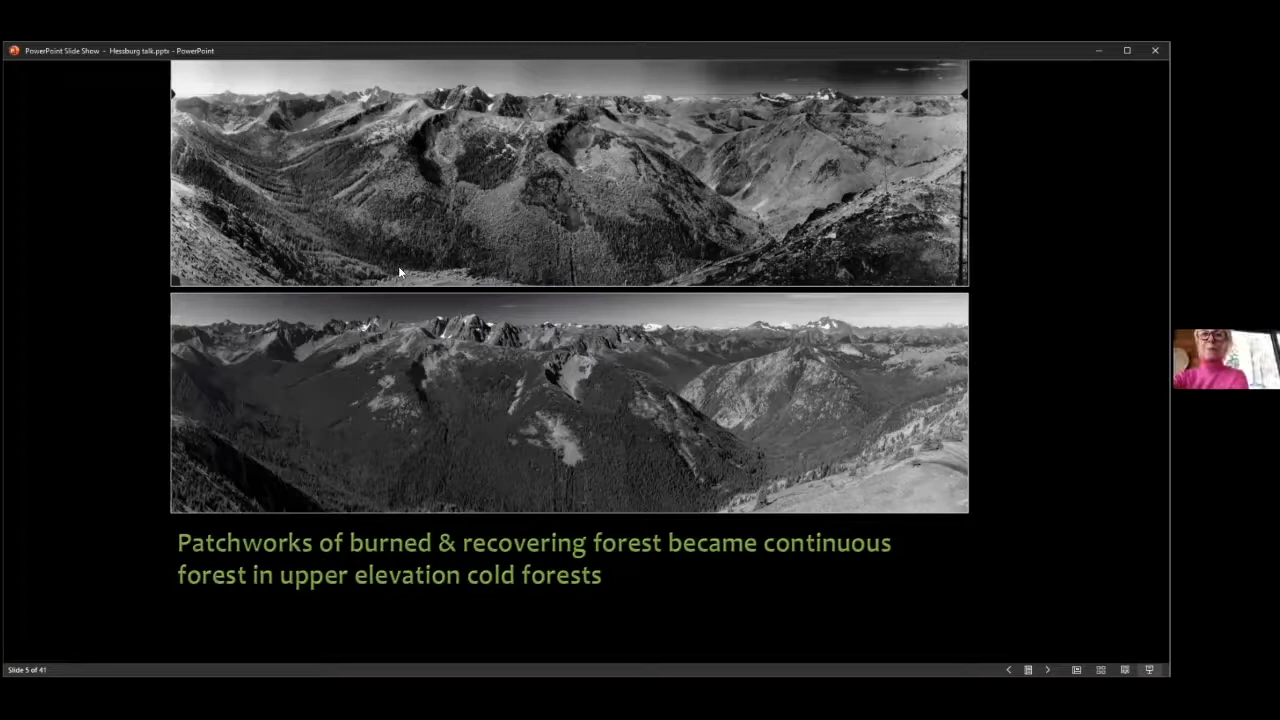 PowerPoint Slide Show - Hessburg talk.pptx - PowerPoint
Patchworks of burned & recovering forest became continuous
forest in upper elevation cold forests
Slide 5 of 41